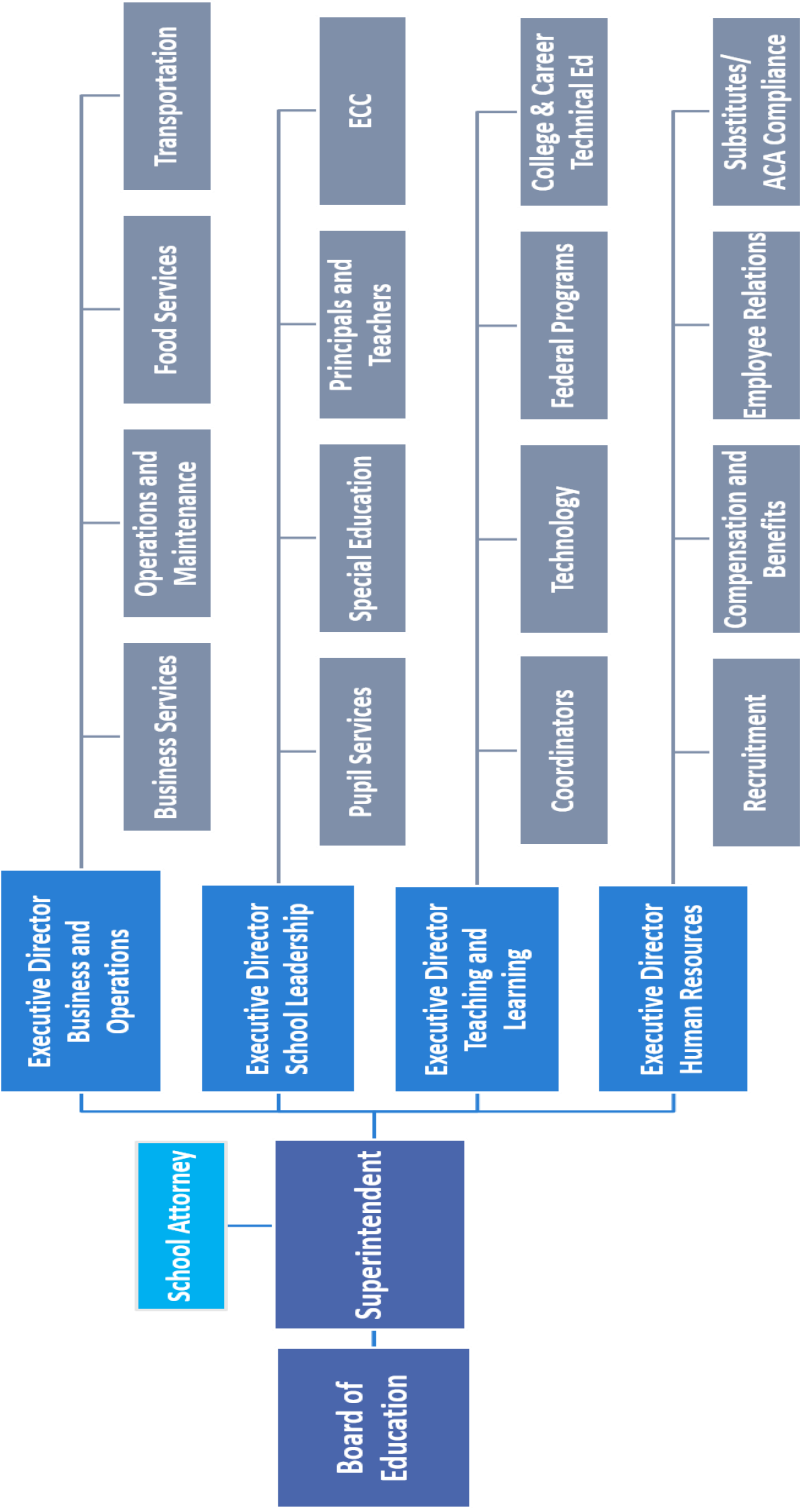 Board of
Education
Superintendent
School Attorney
Executive Director
Business and
Operations
Business Services
Operations and
Maintenance
Food Services
Transportation
Executive Director
School Leadership
Pupil Services
Special Education
Principals and
Teachers
ECC
Executive Director
Teaching and
Learning
Coordinators
Technology
Federal Programs
College & Career
Technical Ed
Executive Director
Human Resources
Recruitment
Compensation and
Benefits
Employee Relations
Substitutes/
ACA Compliance